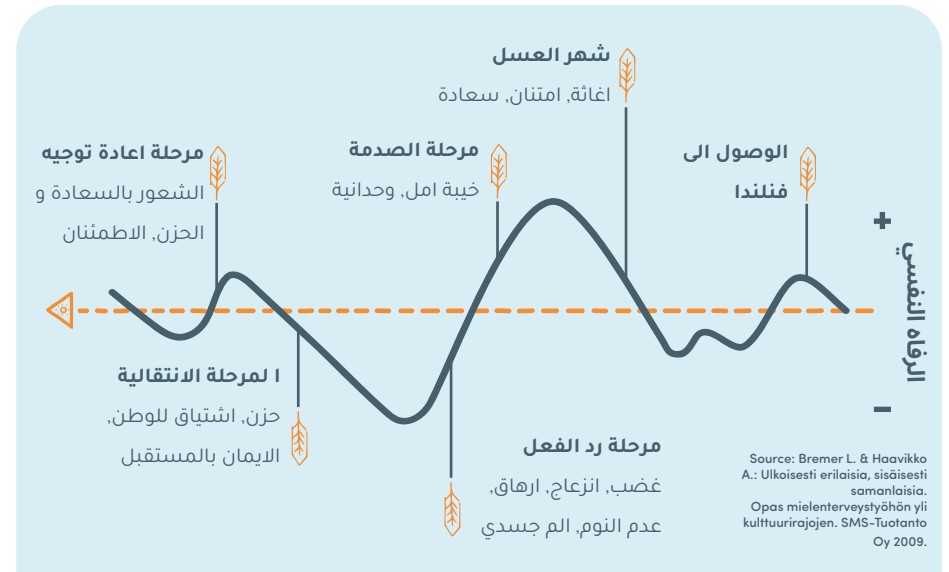 شهر العسل
اغاثة, امتنان, سعادة
الوصول الى
فنلندا
مرحلة الصدمة
خيبة امل, وحدانية
مرحلة اعادة توجيه
الشعور بالسعادة و
الحزن, الاطمئنان
+
الرفاه النفسي
-
ا لمرحلة الانتقالية
حزن, اشتياق للوطن,
الايمان بالمستقبل
مرحلة رد الفعل
غضب, انزعاج, ارهاق,
عدم النوم, الم جسدي
Source: Bremer L. & Haavikko
A.: Ulkoisesti erilaisia, sisäisesti
samanlaisia.
Opas mielenterveystyöhön yli
kulttuurirajojen. SMS-Tuotanto
Oy 2009.